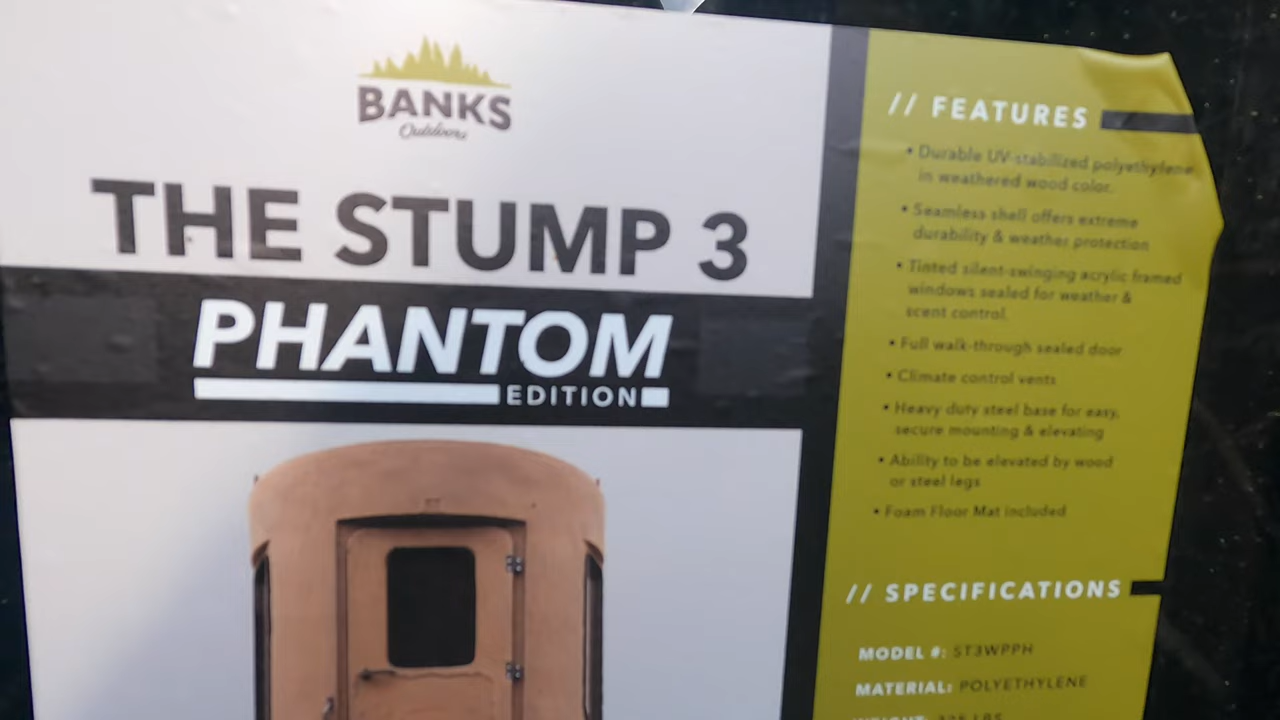 BANKS
Outdoors
THE STUMP 3
PHANTOM
EDITION
// FEATURES
• Durable UV-stabilized polyethylene
in weathered wood color.
• Seamless shell offers extreme
durability & weather protection
• Tinted silent-swinging acrylic framed
windows sealed for weather &
scent control.
• Full walk-through sealed door
• Climate control vents
• Heavy duty steel base for easy,
secure mounting & elevating
• Ability to be elevated by wood
or steel legs
• Foam Floor Mat included
// SPECIFICATIONS
MODEL #: ST3WPPH
MATERIAL: POLYETHYLENE